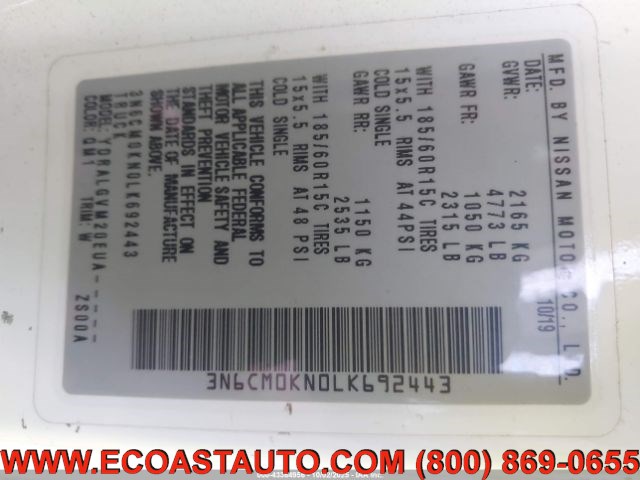 MFD. BY NISSAN MOTOR CO., LTD.
DATE: 10/19
GVWR: 2165 KG
4773 LB
GAWR FR: 1050 KG
2315 LB
WITH 185/60R15C TIRES
15x5.5 RIMS AT 44PSI
COLD SINGLE
GAWR RR: 1150 KG
2535 LB
WITH 185/60R15C TIRES
15x5.5 RIMS AT 48 PSI
COLD SINGLE
THIS VEHICLE CONFORMS TO
ALL APPLICABLE FEDERAL
MOTOR VEHICLE SAFETY AND
THEFT PREVENTION
STANDARDS IN EFFECT ON
THE DATE OF MANUFACTURE
SHOWN ABOVE.
3N6CM0KN0LK692443
TRUCK
MODEL: YDRALGVM20EUA-----
COLOR: QM1 TRIM: W ZS00A
3N6CM0KN0LK692443
WWW.ECOASTAUTO.COM (800) 869-0655